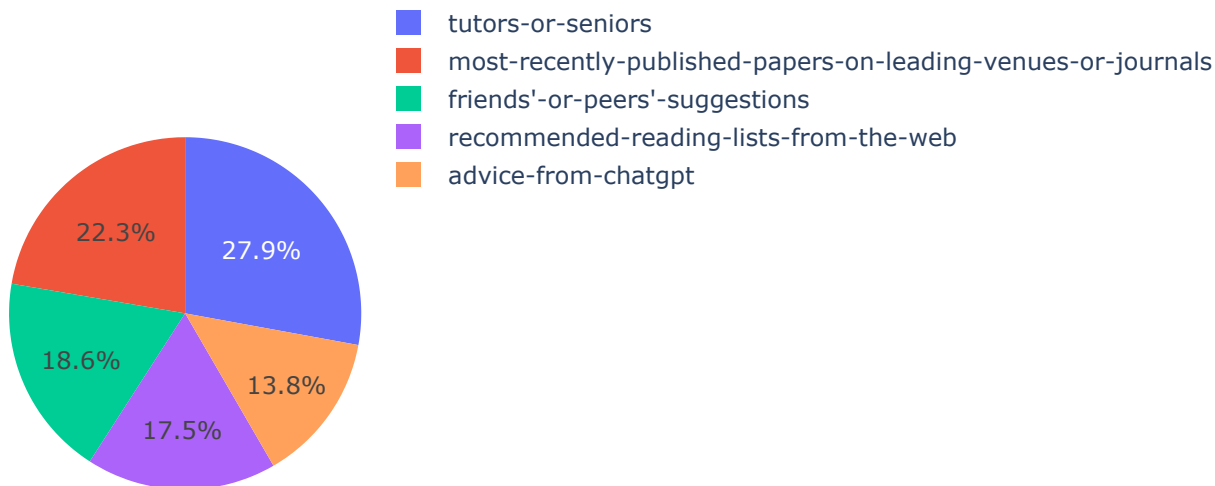 tutors-or-seniors
most-recently-published-papers-on-leading-venues-or-journals
friends'-or-peers'-suggestions
recommended-reading-lists-from-the-web
advice-from-chatgpt
22.3%
27.9%
18.6%
13.8%
17.5%